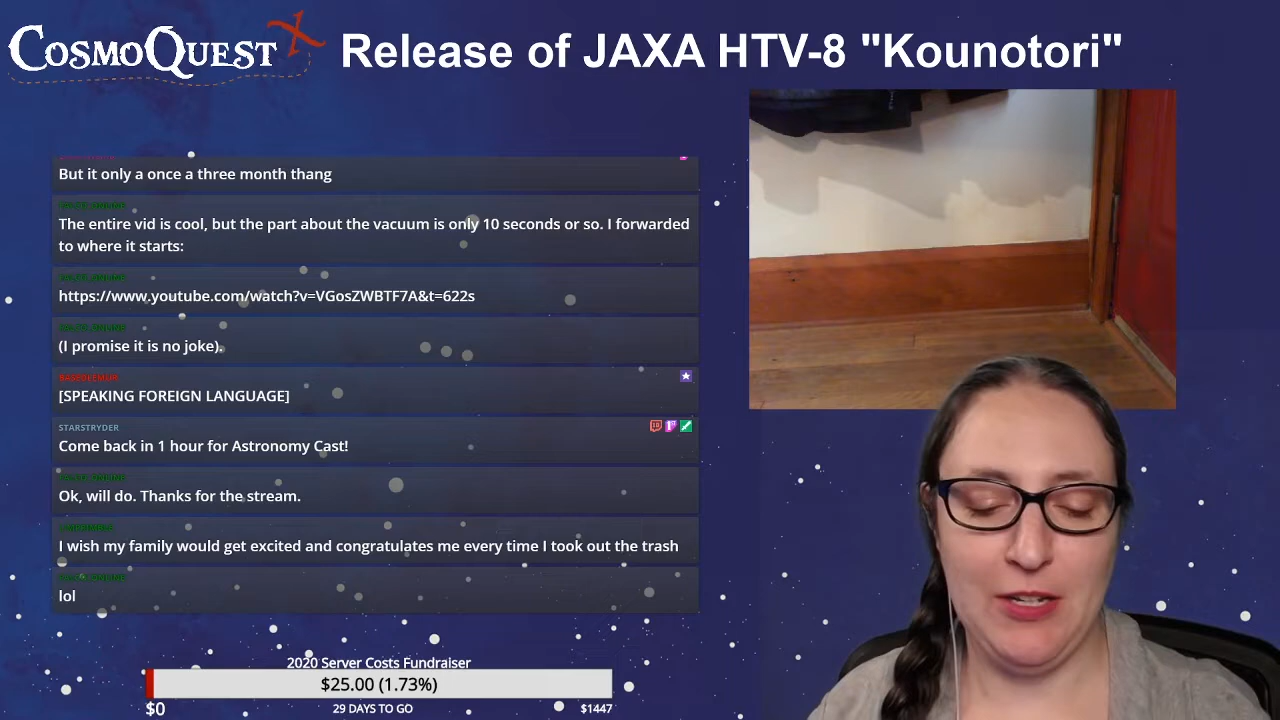 CosmoQuest X
Release of JAXA HTV-8 "Kounotori"
But it only a once a three month thang
The entire vid is cool, but the part about the vacuum is only 10 seconds or so. I forwarded
to where it starts:
https://www.youtube.com/watch?v=VGosZWBTF7A&t=622s
(I promise it is no joke).
[SPEAKING FOREIGN LANGUAGE]
STARSTRYDER
Come back in 1 hour for Astronomy Cast!
Ok, will do. Thanks for the stream.
I wish my family would get excited and congratulates me every time I took out the trash
lol
2020 Server Costs Fundraiser
$25.00 (1.73%)
$0 29 DAYS TO GO $1447